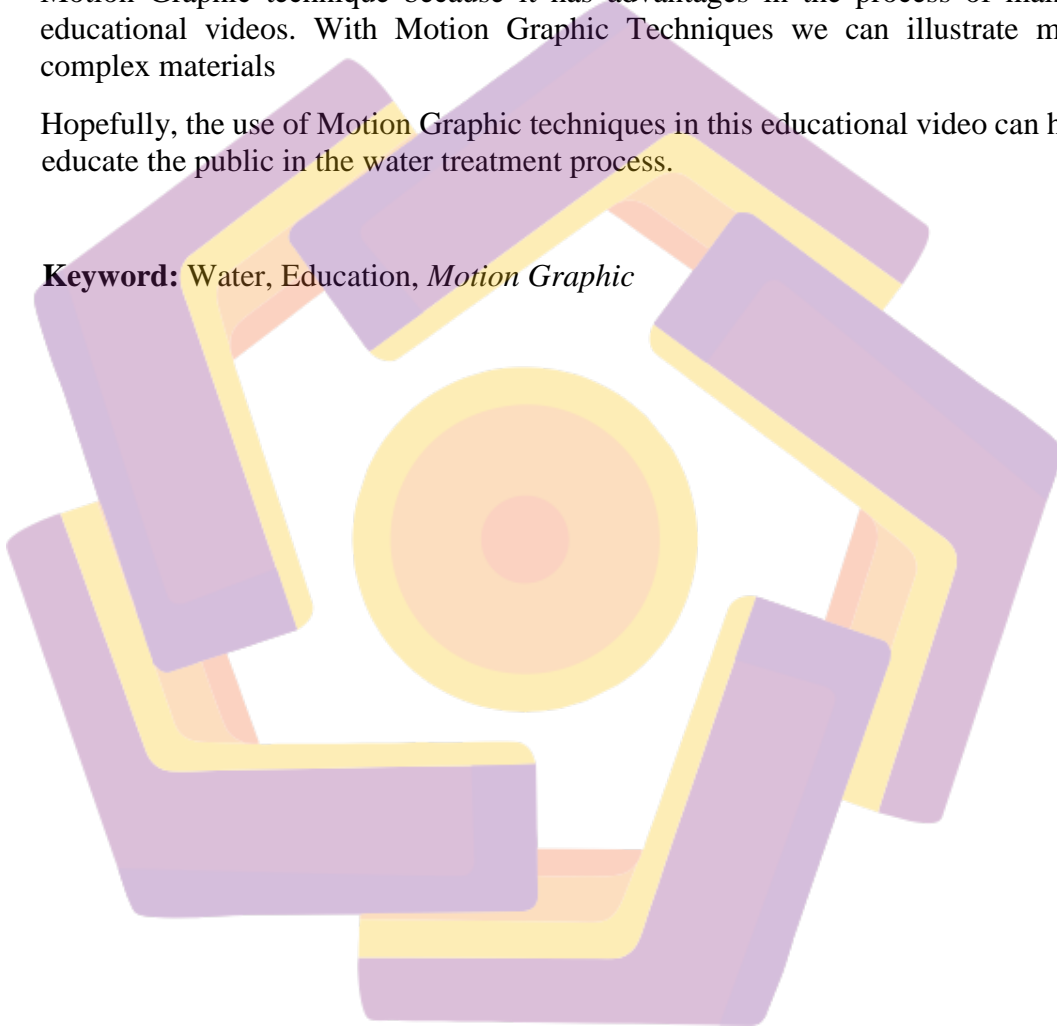 Motion Graphic technique because it has advantages in the process of
educational videos. With Motion Graphic Techniques we can illustrate
complex materials
Hopefully, the use of Motion Graphic techniques in this educational video can
educate the public in the water treatment process.
Keyword: Water, Education, Motion Graphic